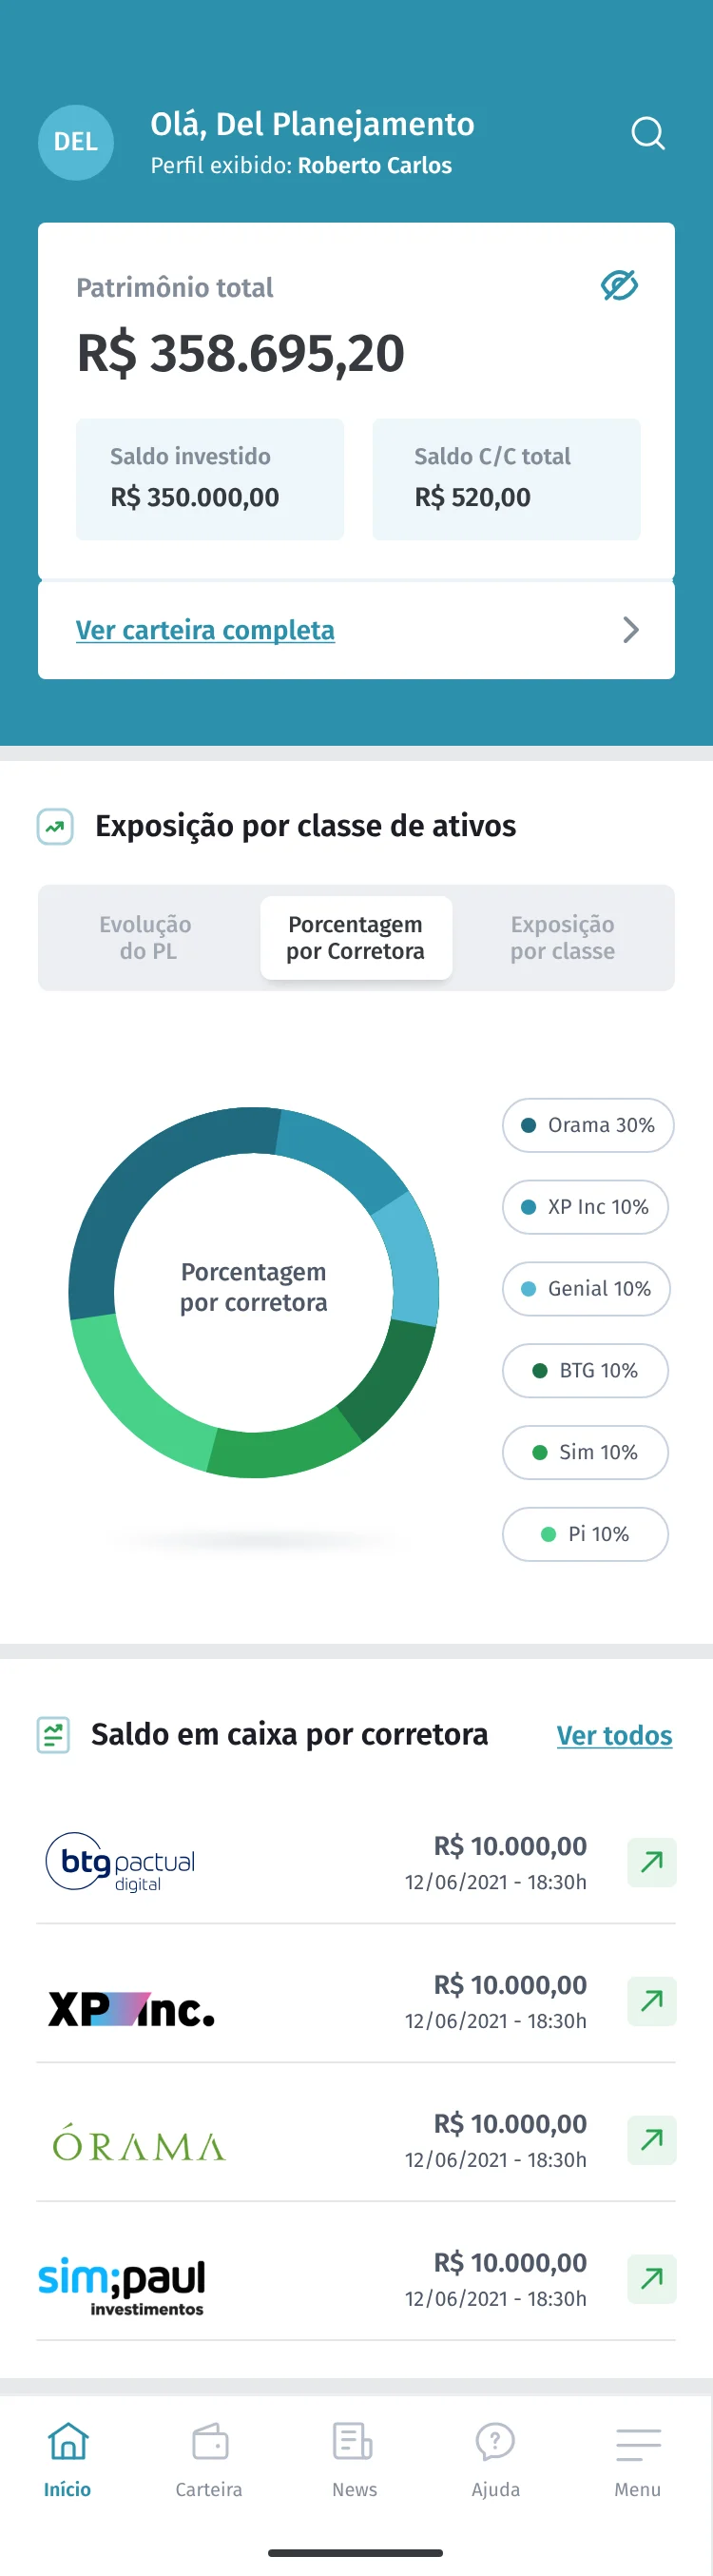 DEL
Olá, Del Planejamento
Perfil exibido: Roberto Carlos
Patrimônio total
R$ 358.695,20
Saldo investido
R$ 350.000,00
Saldo C/C total
R$ 520,00
Ver carteira completa
Exposição por classe de ativos
Evolução
do PL
Porcentagem
por Corretora
Exposição
por classe
Porcentagem
por corretora
Orama 30%
XP Inc 10%
Genial 10%
BTG 10%
Sim 10%
Pi 10%
Saldo em caixa por corretora
Ver todos
btg pactual
digital
R$ 10.000,00
12/06/2021 - 18:30h
XP Inc.
R$ 10.000,00
12/06/2021 - 18:30h
ÓRAMA
R$ 10.000,00
12/06/2021 - 18:30h
sim;paul
investimentos
R$ 10.000,00
12/06/2021 - 18:30h
Início
Carteira
News
Ajuda
Menu